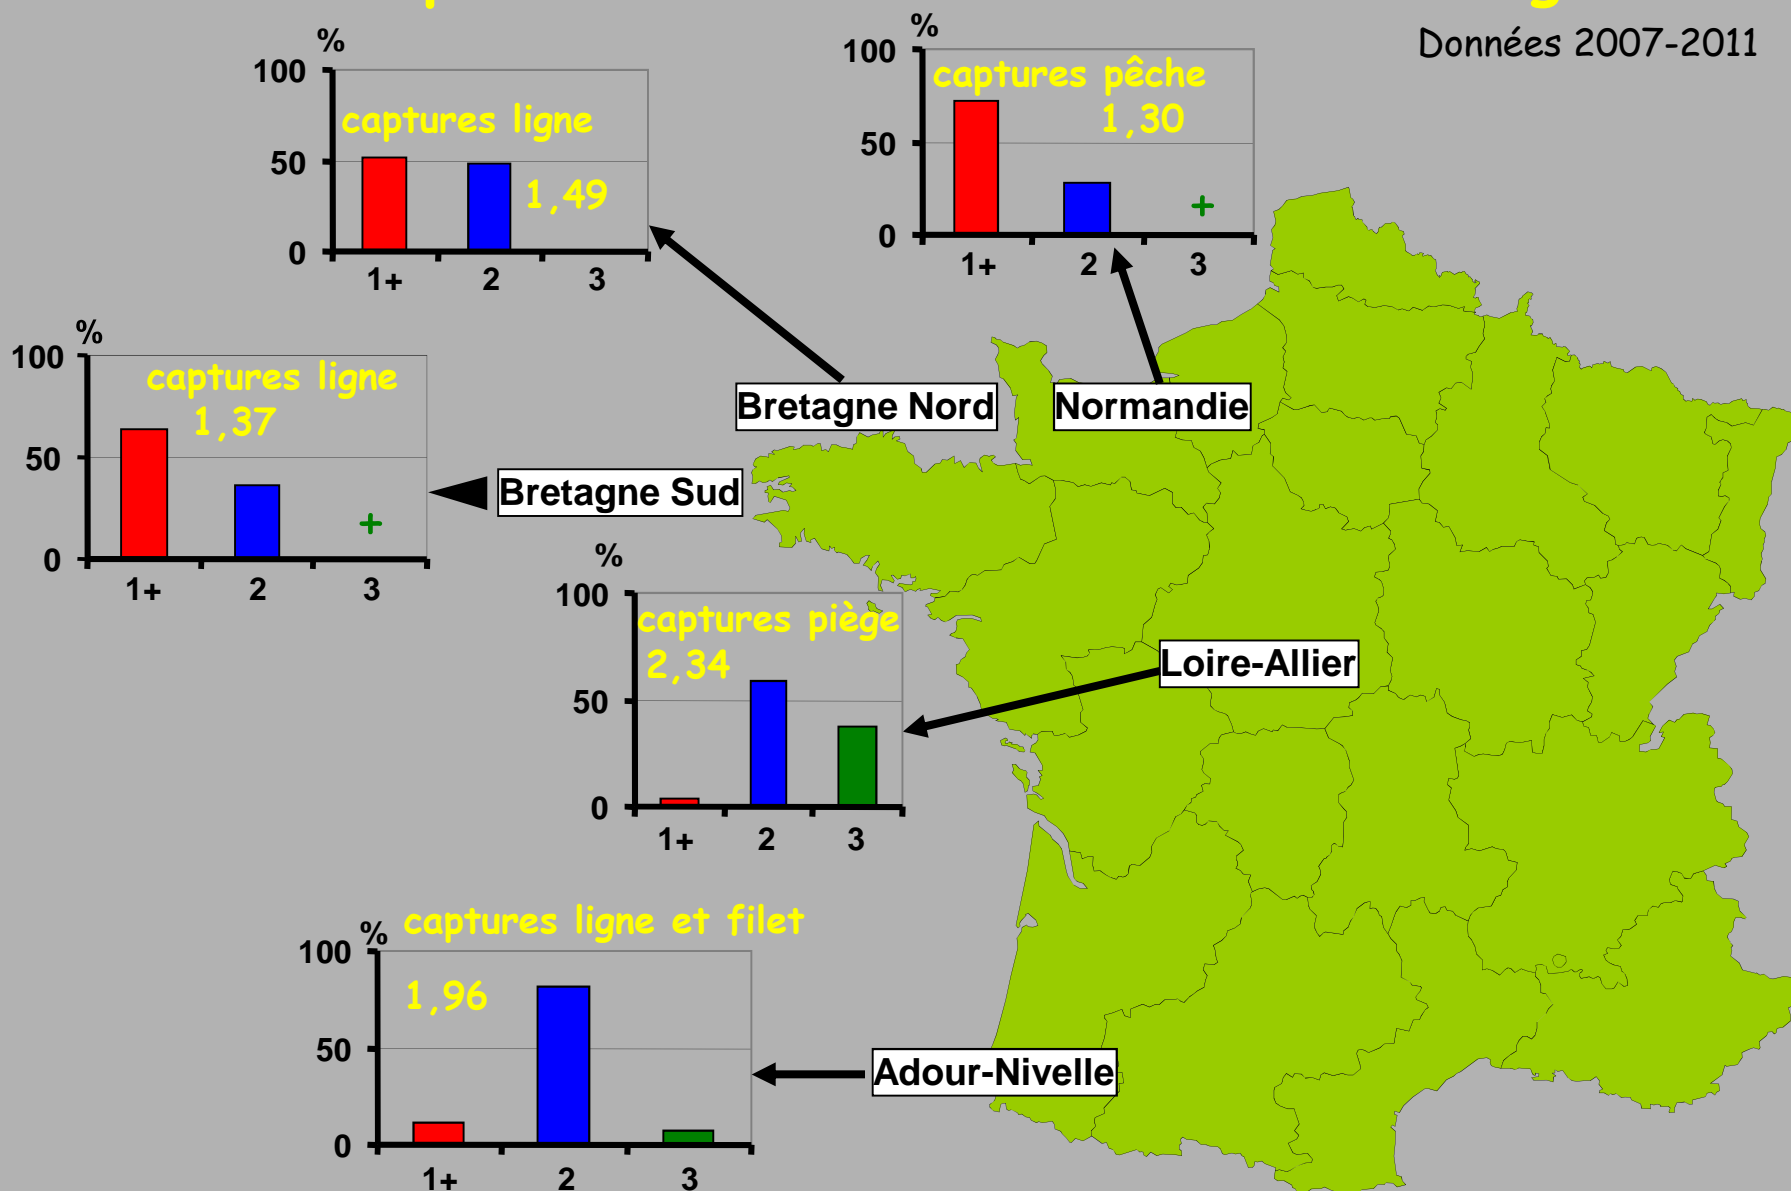 Données 2007-2011
%
100
50
0
captures ligne
1,49
1+ 2 3
%
100
50
0
captures pêche
1,30
+
1+ 2 3
%
100
50
0
captures ligne
1,37
+
1+ 2 3
Bretagne Nord
Normandie
Bretagne Sud
%
100
50
0
captures piège
2,34
1+ 2 3
Loire-Allier
captures ligne et filet
%
100
50
0
1,96
1+ 2 3
Adour-Nivelle